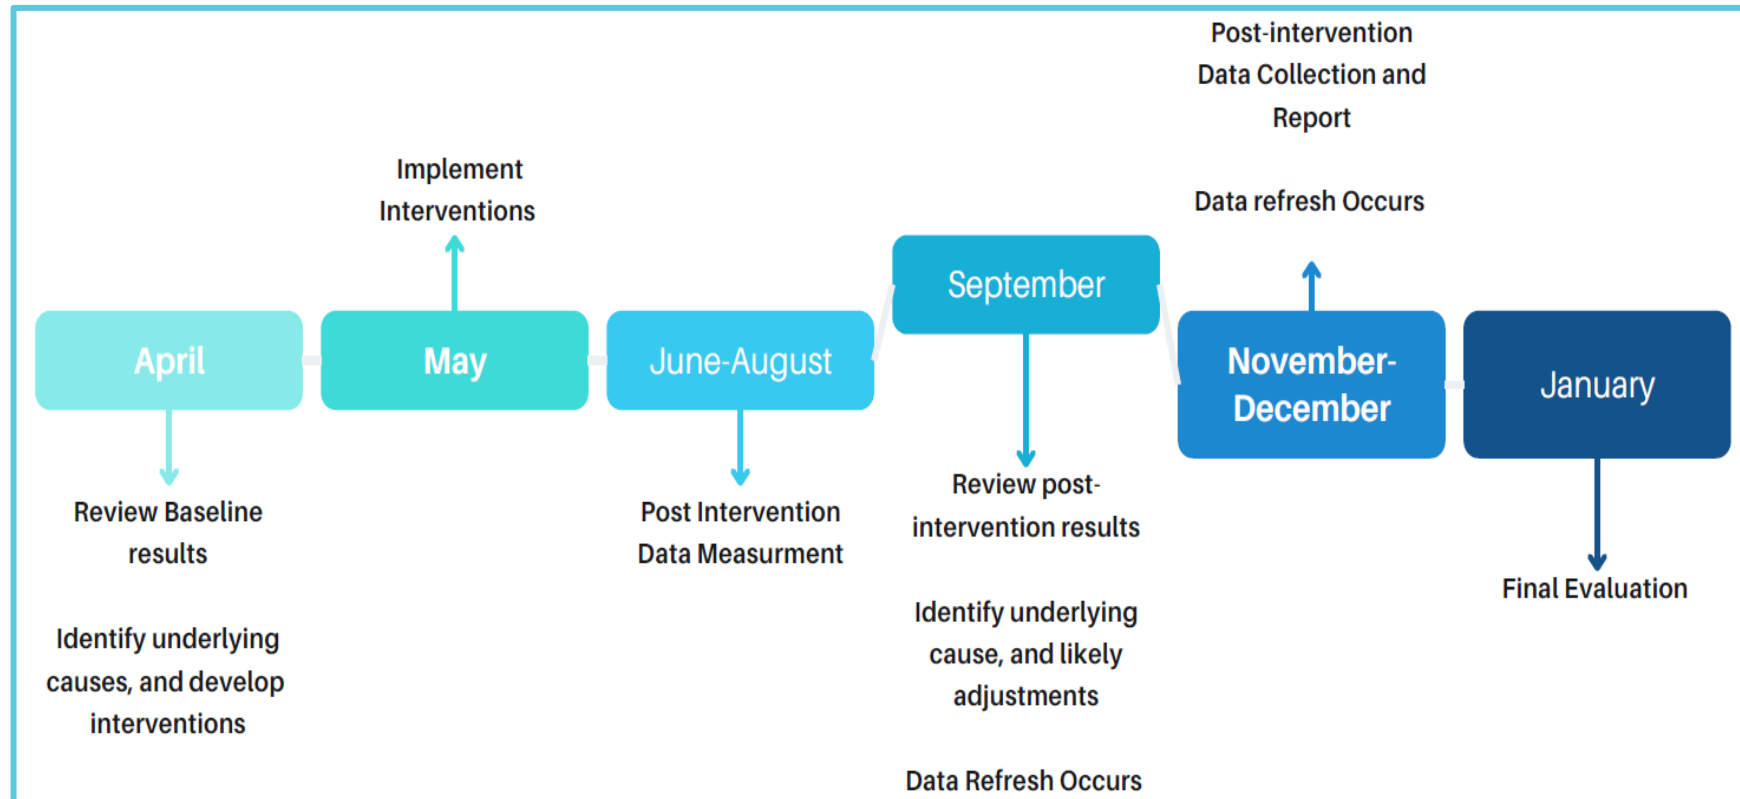 April
Review Baseline
results
Identify underlying
causes, and develop
interventions
May
Implement
Interventions
June-August
Post Intervention
Data Measurment
September
Review post-
intervention results
Identify underlying
cause, and likely
adjustments
Data Refresh Occurs
November-
December
Post-intervention
Data Collection and
Report
Data refresh Occurs
January
Final Evaluation